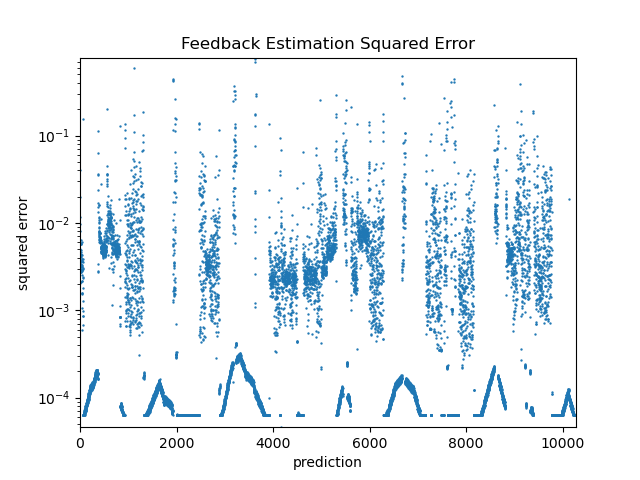 Feedback Estimation Squared Error
squared error
10⁻¹
10⁻²
10⁻³
10⁻⁴
0 2000 4000 6000 8000 10000
prediction